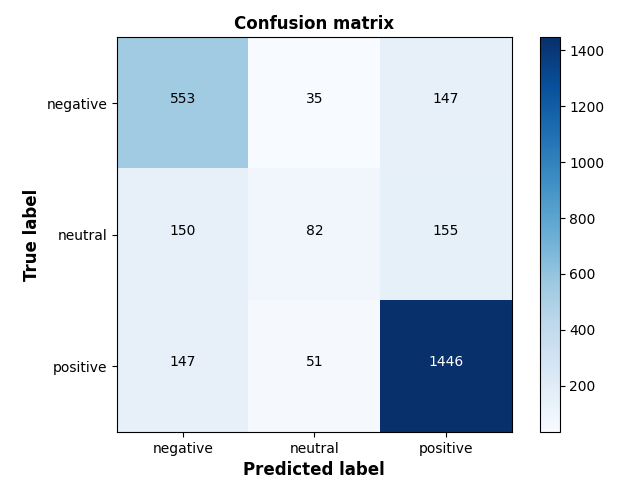 Confusion matrix
True label
negative 553 35 147
neutral 150 82 155
positive 147 51 1446
negative neutral positive
Predicted label
1400
1200
1000
800
600
400
200